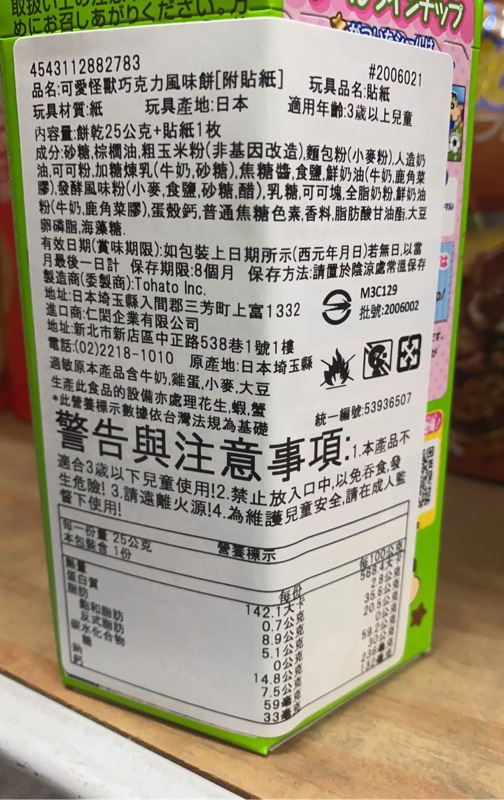 めにお召しあがりください。万
4543112882783
#2006021
品名:可愛怪獸巧克力風味餅[附貼紙]
玩具品名:貼紙
玩具材質:紙 玩具產地:日本 適用年齡:3歲以上兒童
內容量:餅乾25公克+貼紙1枚
成分:砂糖,棕櫚油,粗玉米粉(非基因改造),麵包粉(小麥粉),人造奶
油,可可粉,加糖煉乳(牛奶,砂糖),焦糖醬,食鹽,鮮奶油(牛奶,鹿角菜
膠),發酵風味粉(小麥,食鹽,砂糖,醋),乳糖,可可塊,全脂奶粉,鮮奶油
粉(牛奶,鹿角菜膠),蛋殼鈣,普通焦糖色素,香料,脂肪酸甘油酯,大豆
卵磷脂,海藻糖.
有效日期(賞味期限):如包裝上日期所示(西元年月日)若無日,以當
月最後一日計 保存期限:8個月 保存方法:請置於陰涼處常溫保存
製造商(委製商):Tohato Inc.
地址:日本埼玉縣入間郡三芳町上富1332
M3C129
批號:2006002
進口商:仁閎企業有限公司
地址:新北市新店區中正路538巷1號1樓
電話:(02)2218-1010 原產地:日本埼玉縣
過敏原本產品含牛奶,雞蛋,小麥,大豆
生產此食品的設備亦處理花生,蝦,蟹
*此營養標示數據依台灣法規為基礎
統一編號:53936507
警告與注意事項:1.本產品不
適合3歲以下兒童使用!2.禁止放入口中,以免吞食,發
生危險!3.請遠離火源!4.為維護兒童安全,請在成人監
督下使用!
營養標示
每一份量 25公克
本包裝含 1份
每份 每100公克
熱量 142.1大卡
蛋白質 0.7公克
脂肪 8.9公克
飽和脂肪 5.1公克
反式脂肪 0公克
碳水化合物 14.8公克
糖 7.5公克
鈉 59毫克
鈣 33毫克